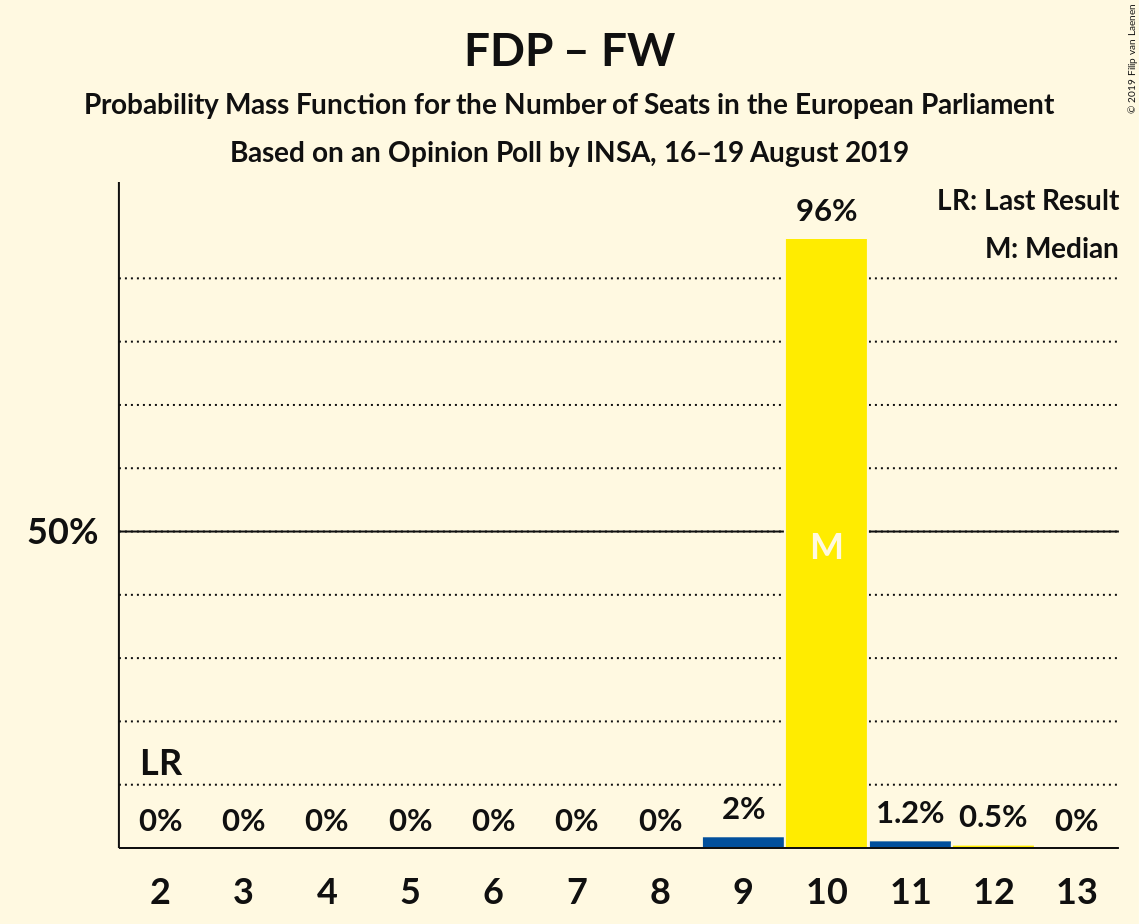 FDP – FW
Probability Mass Function for the Number of Seats in the European Parliament
Based on an Opinion Poll by INSA, 16–19 August 2019
© 2019 Filip van Laenen
LR: Last Result
M: Median
96%
50%
M
LR
0% 0% 0% 0% 0% 0% 0% 2% 1.2% 0.5% 0%
2 3 4 5 6 7 8 9 10 11 12 13